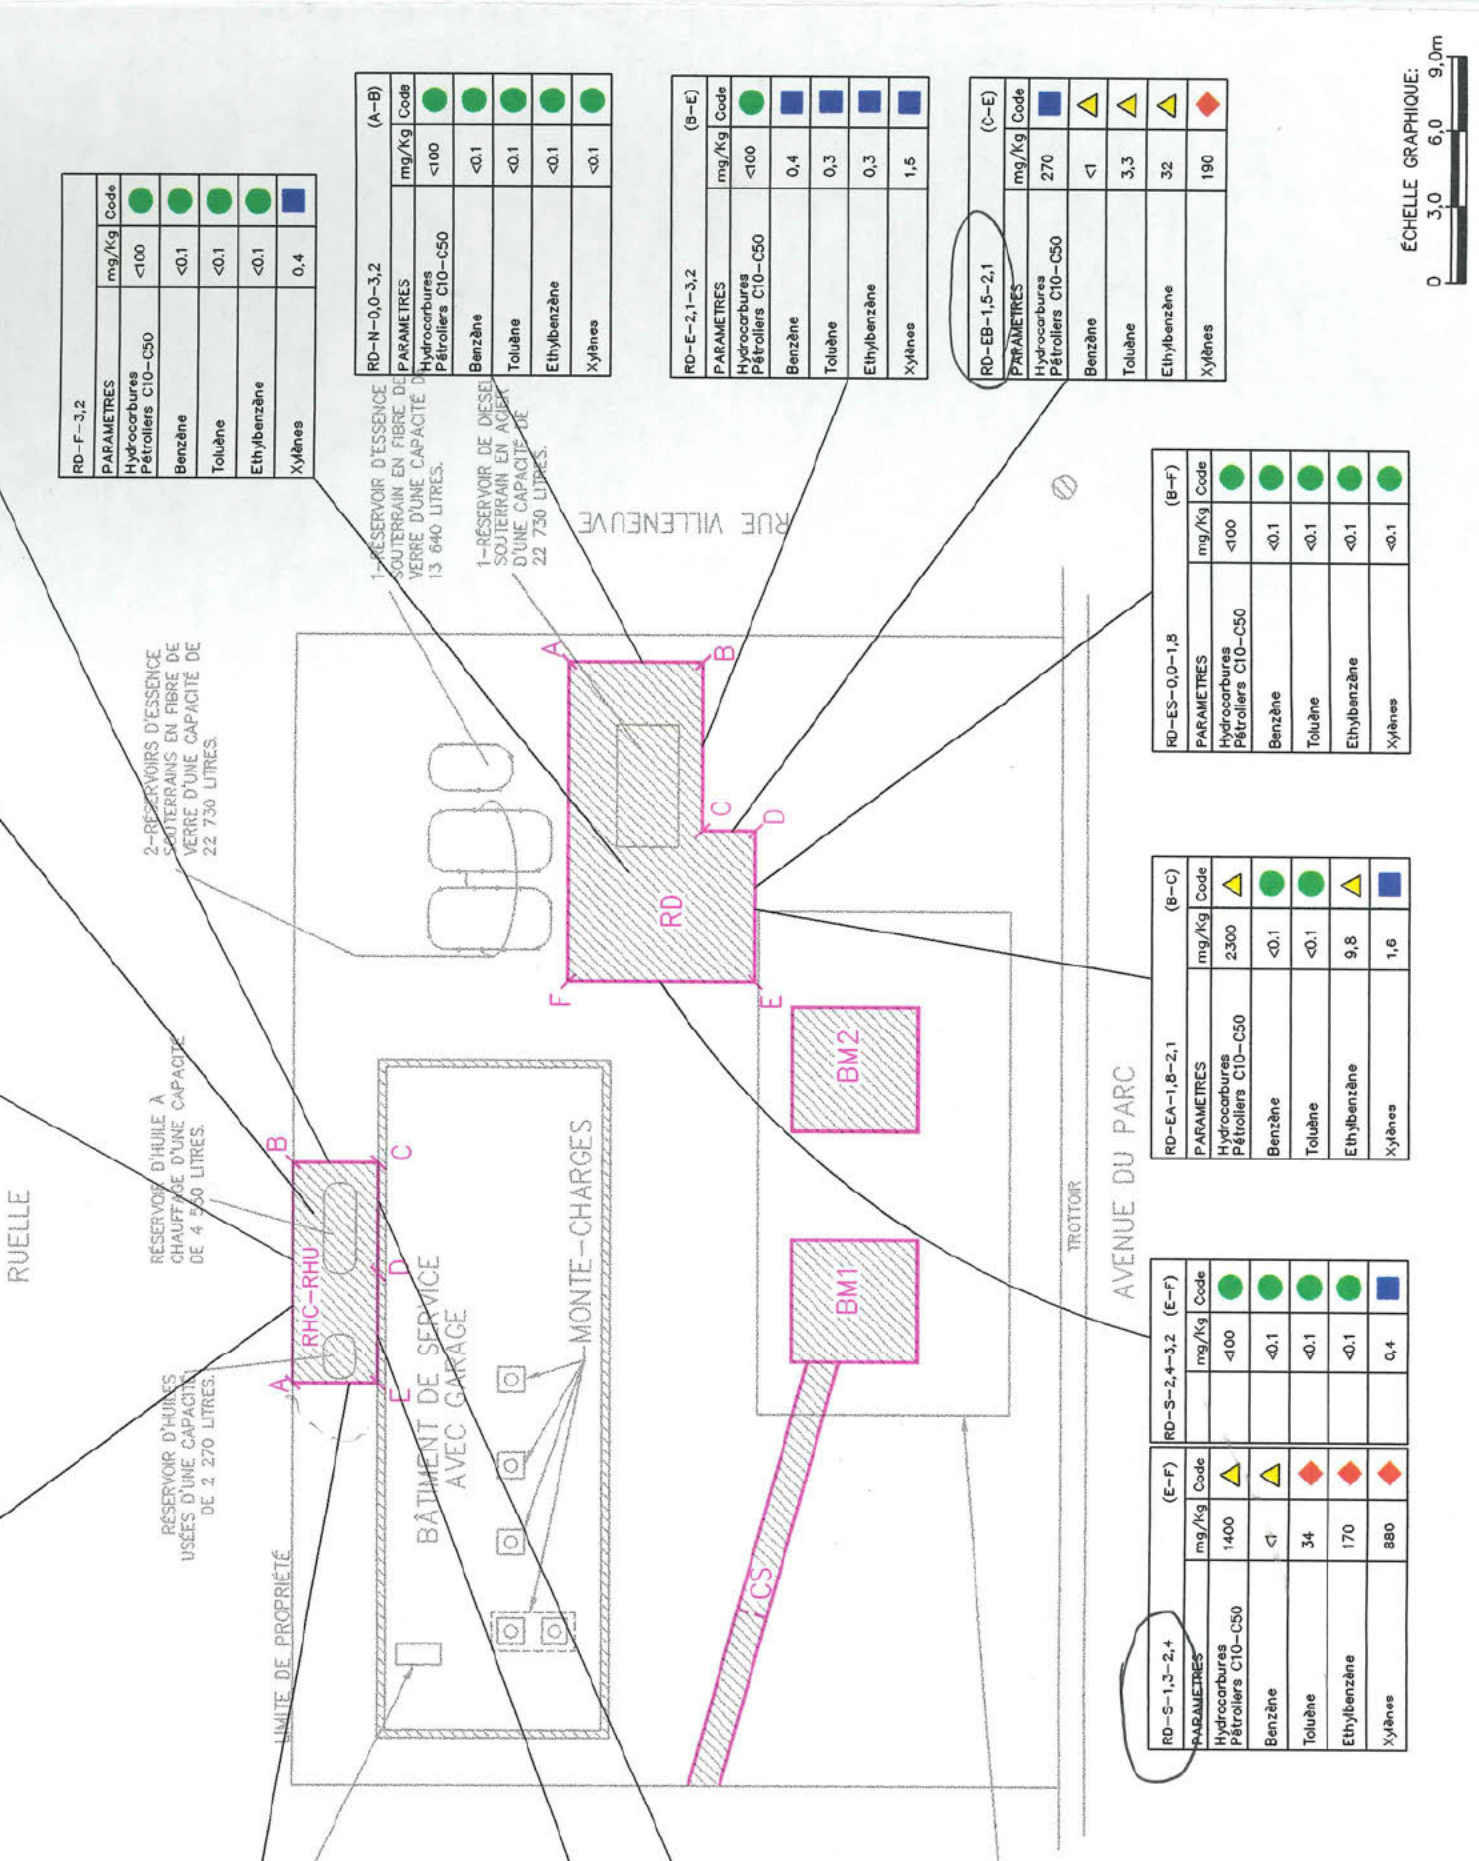 RD-F-3,2
PARAMETRES mg/Kg Code
Hydrocarbures
Pétroliers C10-C50 <100
Benzène <0.1
Toluène <0.1
Ethylbenzène <0.1
Xylènes 0,4
RD-N-0,0-3,2 (A-B)
PARAMETRES mg/Kg Code
Hydrocarbures
Pétroliers C10-C50 <100
Benzène <0.1
Toluène <0.1
Ethylbenzène <0.1
Xylènes <0.1
RD-E-2,1-3,2 (B-E)
PARAMETRES mg/Kg Code
Hydrocarbures
Pétroliers C10-C50 <100
Benzène 0,4
Toluène 0,3
Ethylbenzène 0,3
Xylènes 1,5
RD-EB-1,5-2,1 (C-E)
PARAMETRES mg/Kg Code
Hydrocarbures
Pétroliers C10-C50 270
Benzène <1
Toluène 3,3
Ethylbenzène 32
Xylènes 190
ÉCHELLE GRAPHIQUE:
0 3,0 6,0 9,0m
1-RÉSERVOIR D'ESSENCE
SOUTERRAIN EN FIBRE DE
VERRE D'UNE CAPACITÉ DE
13 640 LITRES.
1-RÉSERVOIR DE DIESEL
SOUTERRAIN EN ACIER
D'UNE CAPACITÉ DE
22 730 LITRES.
RUE VILLENEUVE
2-RÉSERVOIRS D'ESSENCE
SOUTERRAINS EN FIBRE DE
VERRE D'UNE CAPACITÉ DE
22 730 LITRES.
A
B
C
D
E
F
RD
RUELLE
RÉSERVOIR D'HUILE À
CHAUFFAGE D'UNE CAPACITÉ
DE 4 550 LITRES.
RÉSERVOIR D'HUILES
USÉES D'UNE CAPACITÉ
DE 2 270 LITRES.
A
B
C
D
E
RHC-RHU
LIMITE DE PROPRIÉTÉ
BÂTIMENT DE SERVICE
AVEC GARAGE
MONTE-CHARGES
BM2
BM1
TCS
TROTTOIR
AVENUE DU PARC
RD-ES-0,0-1,8 (B-F)
PARAMETRES mg/Kg Code
Hydrocarbures
Pétroliers C10-C50 <100
Benzène <0.1
Toluène <0.1
Ethylbenzène <0.1
Xylènes <0.1
RD-EA-1,8-2,1 (B-C)
PARAMETRES mg/Kg Code
Hydrocarbures
Pétroliers C10-C50 2300
Benzène <0.1
Toluène <0.1
Ethylbenzène 9,8
Xylènes 1,6
RD-S-2,4-3,2 (E-F)
mg/Kg Code
<100
<0.1
<0.1
<0.1
0,4
RD-S-1,3-2,4 (E-F)
PARAMETRES mg/Kg Code
Hydrocarbures
Pétroliers C10-C50 1400
Benzène <1
Toluène 34
Ethylbenzène 170
Xylènes 880